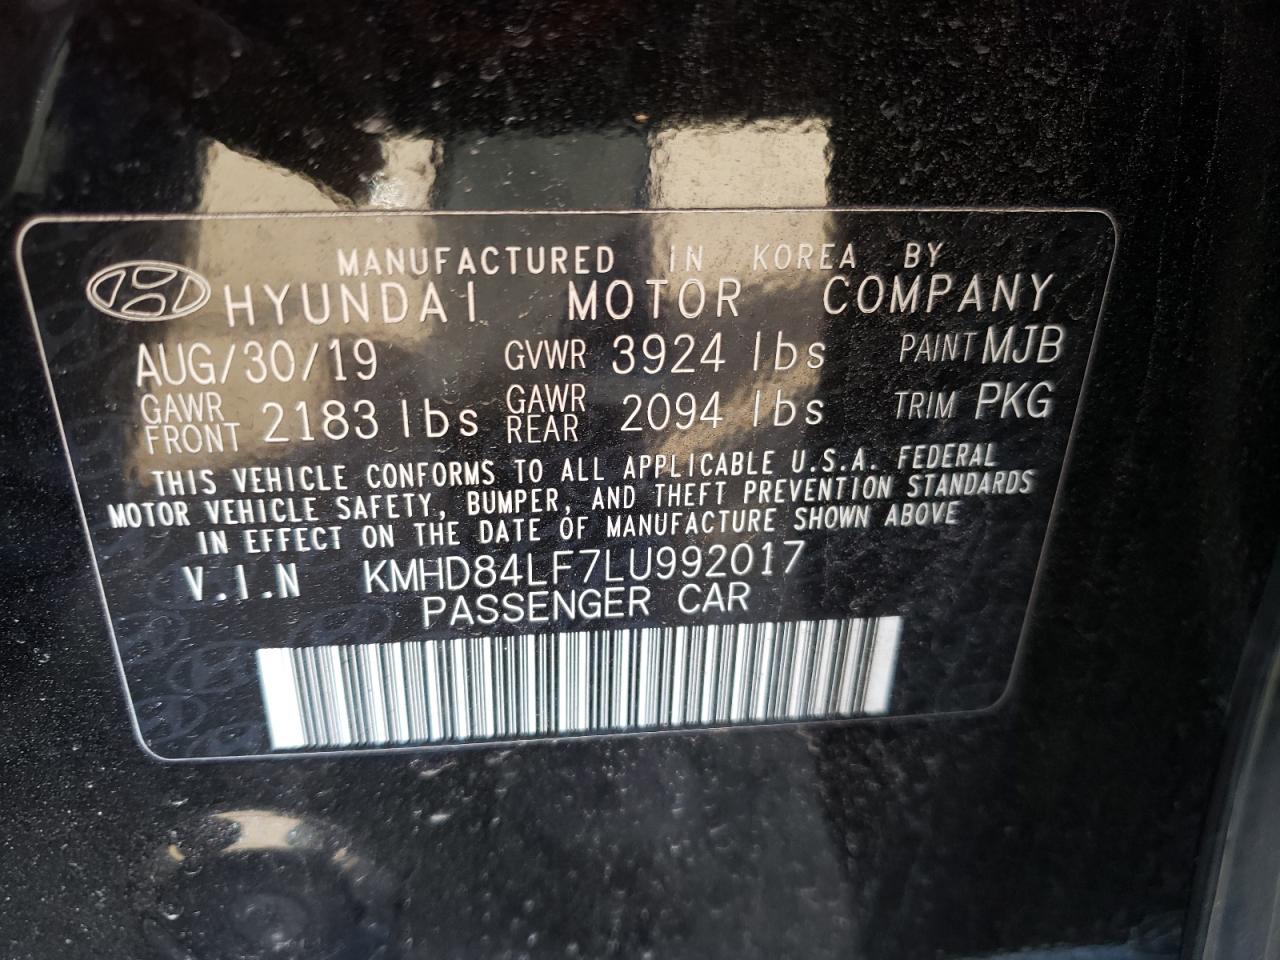 MANUFACTURED IN KOREA BY
HYUNDAI MOTOR COMPANY
AUG/30/19 GVWR 3924 lbs PAINT MJB
GAWR FRONT 2183 lbs GAWR REAR 2094 lbs TRIM PKG
THIS VEHICLE CONFORMS TO ALL APPLICABLE U.S.A. FEDERAL
MOTOR VEHICLE SAFETY, BUMPER, AND THEFT PREVENTION STANDARDS
IN EFFECT ON THE DATE OF MANUFACTURE SHOWN ABOVE
V.I.N KMHD84LF7LU992017
PASSENGER CAR